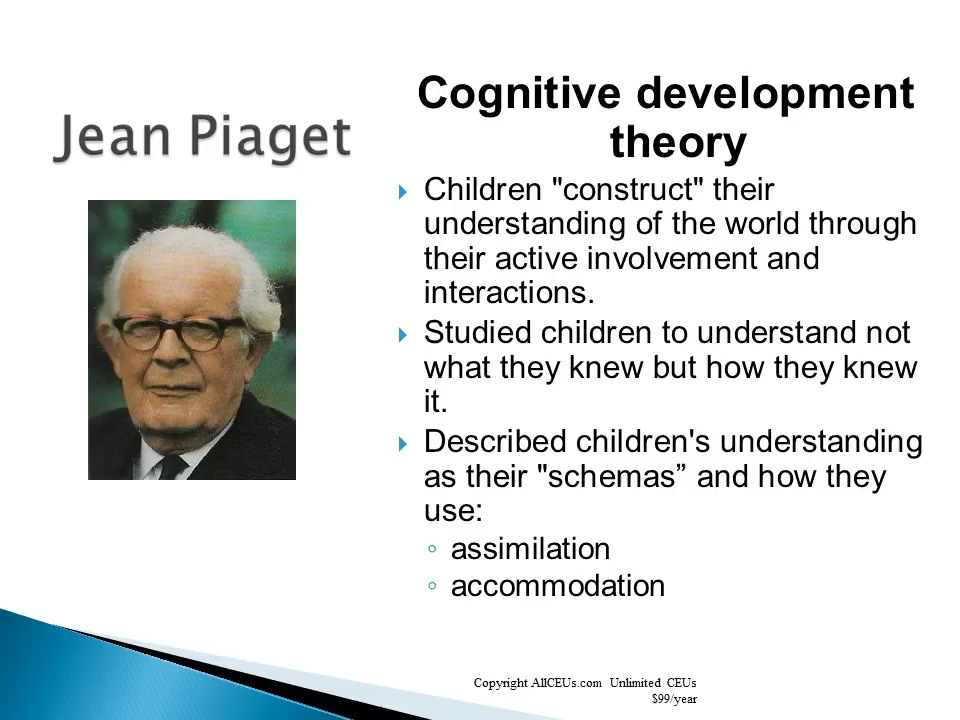 Jean Piaget
Cognitive development
theory
Children "construct" their
understanding of the world through
their active involvement and
interactions.
Studied children to understand not
what they knew but how they knew
it.
Described children's understanding
as their "schemas” and how they
use:
assimilation
accommodation
Copyright AllCEUs.com Unlimited CEUs
$99/year